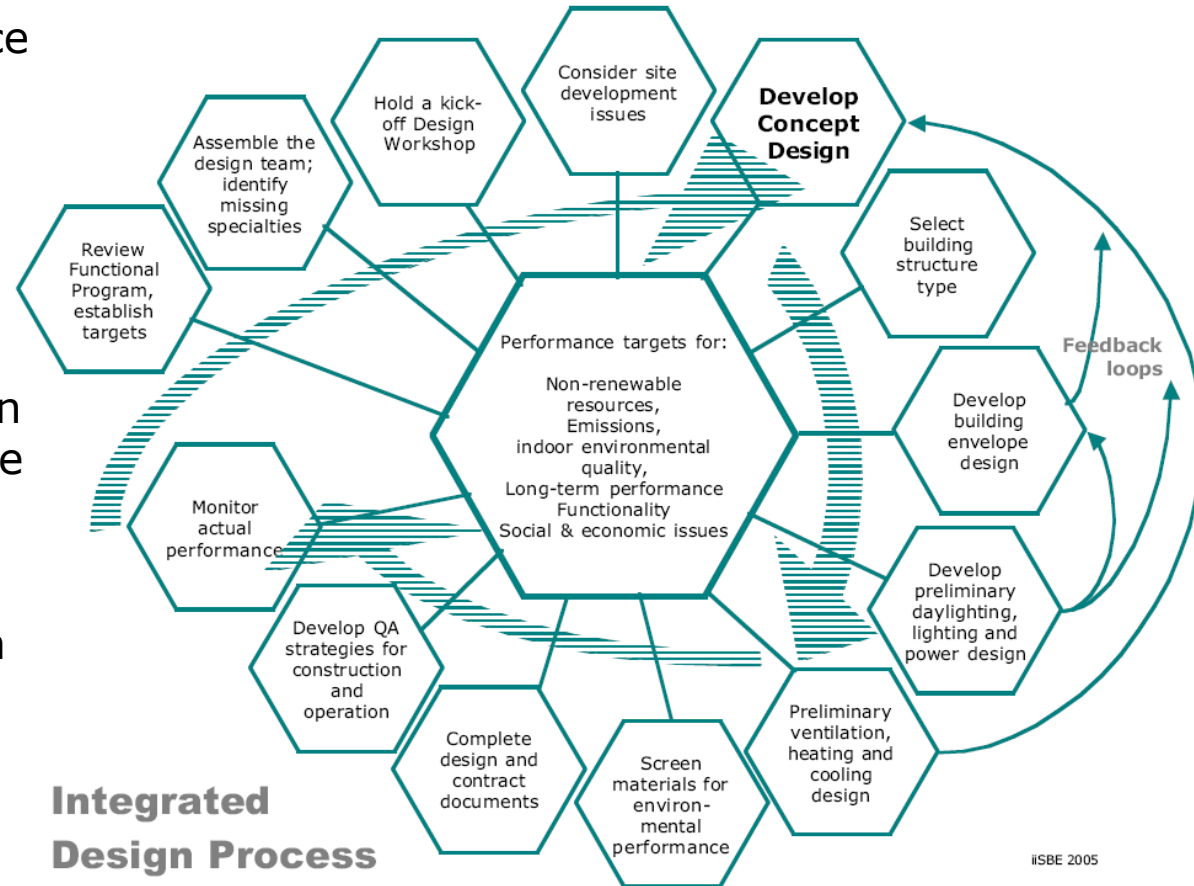 ce
n
e
n
Hold a kick-
off Design
Workshop
Consider site
development
issues
Develop
Concept
Design
Assemble the
design team;
identify
missing
specialties
Select
building
structure
type
Review
Functional
Program,
establish
targets
Performance targets for:
Non-renewable
resources,
Emissions,
indoor environmental
quality,
Long-term performance
Functionality
Social & economic issues
Feedback
loops
Develop
building
envelope
design
Monitor
actual
performance
Develop
preliminary
daylighting,
lighting and
power design
Develop QA
strategies for
construction
and
operation
Preliminary
ventilation,
heating and
cooling
design
Complete
design and
contract
documents
Screen
materials for
environ-
mental
performance
Integrated
Design Process
iiSBE 2005